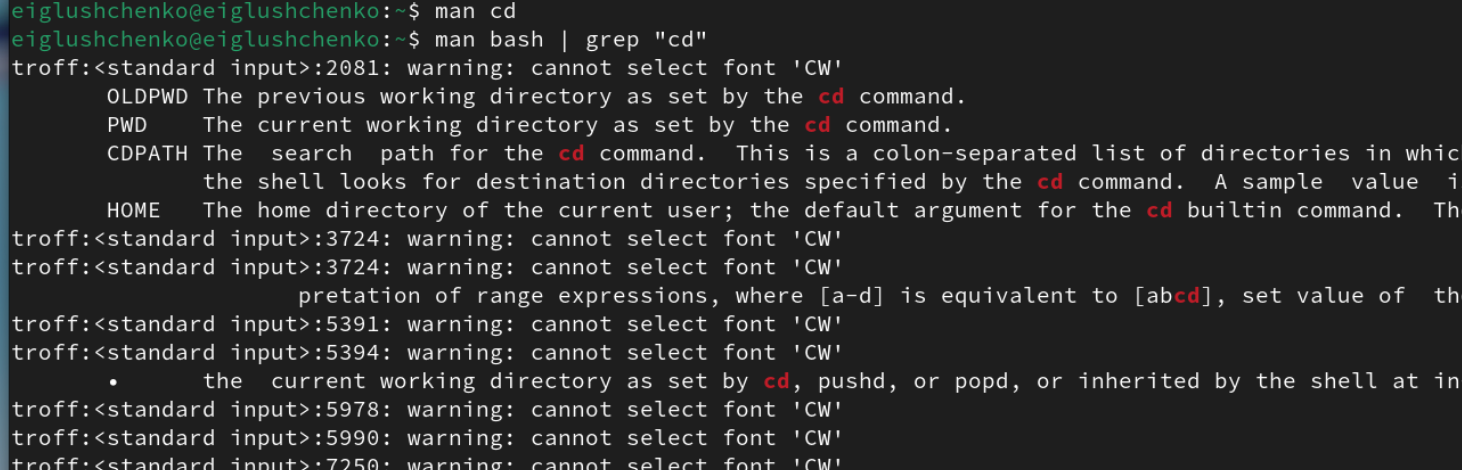 eiglushchenko@eiglushchenko:~$ man cd
eiglushchenko@eiglushchenko:~$ man bash | grep "cd"
troff:<standard input>:2081: warning: cannot select font 'CW'
OLDPWD The previous working directory as set by the cd command.
PWD    The current working directory as set by the cd command.
CDPATH The  search  path for the cd command.  This is a colon-separated list of directories in whic
the shell looks for destination directories specified by the cd command.  A sample  value  i
HOME   The home directory of the current user; the default argument for the cd builtin command.  Th
troff:<standard input>:3724: warning: cannot select font 'CW'
troff:<standard input>:3724: warning: cannot select font 'CW'
pretation of range expressions, where [a-d] is equivalent to [abcd], set value of  th
troff:<standard input>:5391: warning: cannot select font 'CW'
troff:<standard input>:5394: warning: cannot select font 'CW'
•      the  current working directory as set by cd, pushd, or popd, or inherited by the shell at in
troff:<standard input>:5978: warning: cannot select font 'CW'
troff:<standard input>:5990: warning: cannot select font 'CW'
troff:<standard input>:7250: warning: cannot select font 'CW'